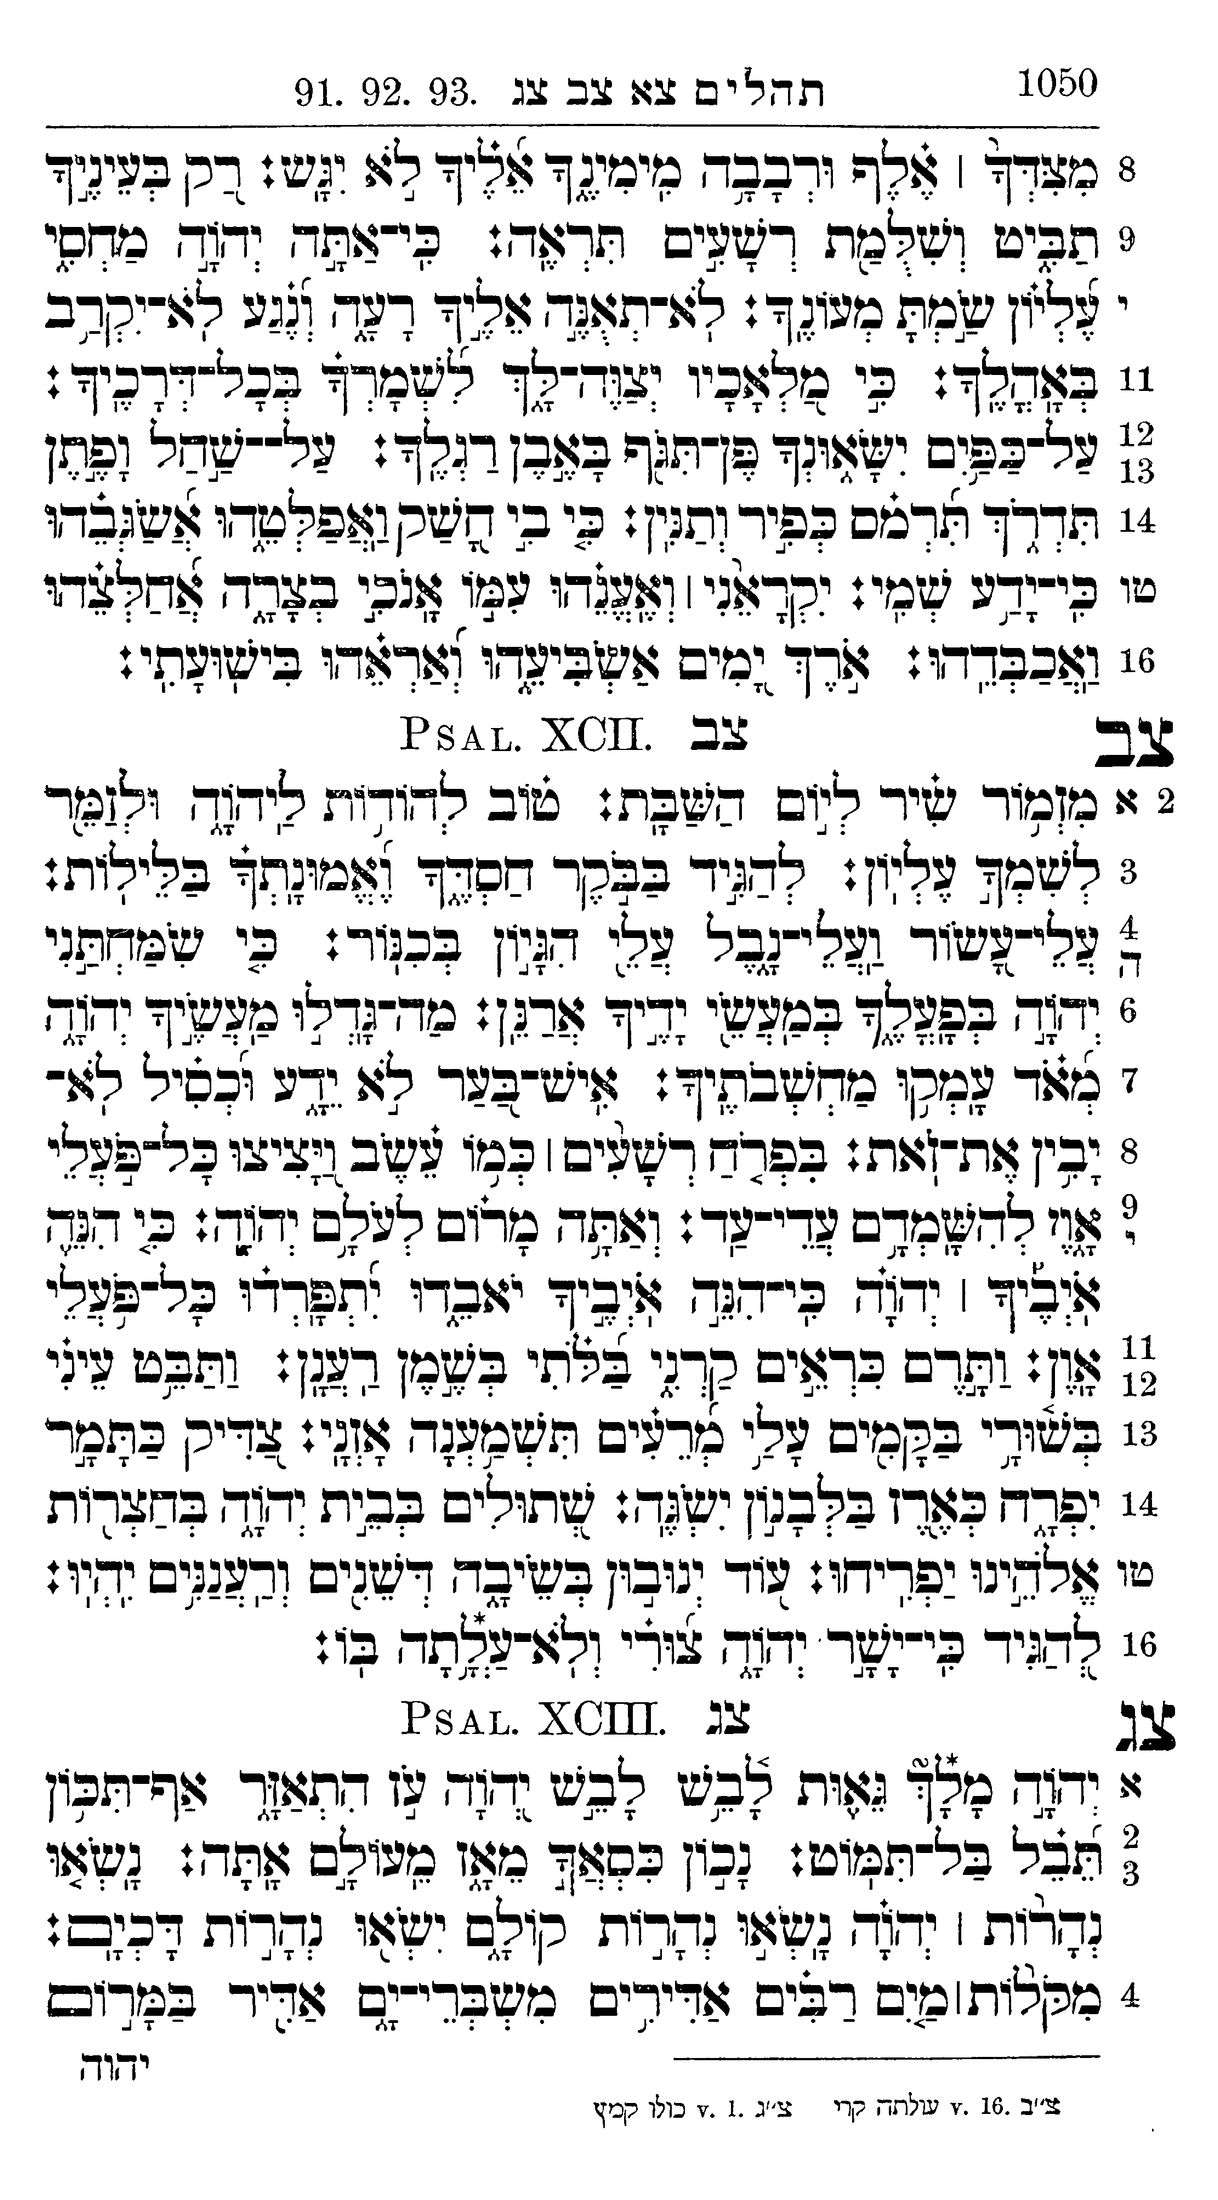 1050 תהלים צא צב צג 91. 92. 93.
8 מִצִּדְּךָ ׀ אֶלֶף וּרְבָבָה מִימִינֶךָ אֵלֶיךָ לֹא יִגָּשׁ׃ רַק בְּעֵינֶיךָ
9 תַבִּיט וְשִׁלֻּמַת רְשָׁעִים תִּרְאֶה׃ כִּי־אַתָּה יְהוָֹה מַחְסִי
י עֶלְיוֹן שַׂמְתָּ מְעוֹנֶךָ׃ לֹא־תְאֻנֶּה אֵלֶיךָ רָעָה וְנֶגַע לֹא־יִקְרַב
11 בְּאָהֳלֶךָ׃ כִּי מַלְאָכָיו יְצַוֶּה־לָּךְ לִשְׁמָרְךָ בְּכָל־דְּרָכֶיךָ׃
12 13 עַל־כַּפַּיִם יִשָּׂאוּנְךָ פֶּן־תִּגֹּף בָּאֶבֶן רַגְלֶךָ׃ עַל־שַׁחַל וָפֶתֶן
14 תִּדְרֹךְ תִּרְמֹס כְּפִיר וְתַנִּין׃ כִּי בִי חָשַׁק וַאֲפַלְּטֵהוּ אֲשַׂגְּבֵהוּ
טו כִּי־יָדַע שְׁמִי׃ יִקְרָאֵנִי ׀ וְאֶעֱנֵהוּ עִמּוֹ אָנֹכִי בְצָרָה אֲחַלְּצֵהוּ
16 וַאֲכַבְּדֵהוּ׃ אֹרֶךְ יָמִים אַשְׂבִּיעֵהוּ וְאַרְאֵהוּ בִּישׁוּעָתִי׃
צב צב PSAL. XCII.
2 א מִזְמוֹר שִׁיר לְיוֹם הַשַּׁבָּת׃ טוֹב לְהוֹדוֹת לַיהוָֹה וּלְזַמֵּר
3 לְשִׁמְךָ עֶלְיוֹן׃ לְהַגִּיד בַּבֹּקֶר חַסְדֶּךָ וֶאֱמוּנָתְךָ בַּלֵּילוֹת׃
4 ה עֲלֵי־עָשׂוֹר וַעֲלֵי־נָבֶל עֲלֵי הִגָּיוֹן בְּכִנּוֹר׃ כִּי שִׂמַּחְתַּנִי
6 יְהוָֹה בְּפָעֳלֶךָ בְּמַעֲשֵׂי יָדֶיךָ אֲרַנֵּן׃ מַה־גָּדְלוּ מַעֲשֶׂיךָ יְהוָֹה
7 מְאֹד עָמְקוּ מַחְשְׁבֹתֶיךָ׃ אִישׁ־בַּעַר לֹא יֵדָע וּכְסִיל לֹא־
8 יָבִין אֶת־זֹאת׃ בִּפְרֹחַ רְשָׁעִים ׀ כְּמוֹ עֵשֶׂב וַיָּצִיצוּ כָּל־פֹּעֲלֵי
9 י אָוֶן לְהִשָּׁמְדָם עֲדֵי־עַד׃ וְאַתָּה מָרוֹם לְעֹלָם יְהוָֹה׃ כִּי הִנֵּה
אֹיְבֶיךָ ׀ יְהוָֹה כִּי־הִנֵּה אֹיְבֶיךָ יֹאבֵדוּ יִתְפָּרְדוּ כָּל־פֹּעֲלֵי
11 12 אָוֶן׃ וַתָּרֶם כִּרְאֵים קַרְנִי בַּלֹּתִי בְּשֶׁמֶן רַעֲנָן׃ וַתַּבֵּט עֵינִי
13 בְּשׁוּרָי בַּקָּמִים עָלַי מְרֵעִים תִּשְׁמַעְנָה אָזְנָי׃ צַדִּיק כַּתָּמָר
14 יִפְרָח כְּאֶרֶז בַּלְּבָנוֹן יִשְׂגֶּה׃ שְׁתוּלִים בְּבֵית יְהוָֹה בְּחַצְרוֹת
טו אֱלֹהֵינוּ יַפְרִיחוּ׃ עוֹד יְנוּבוּן בְּשֵׂיבָה דְּשֵׁנִים וְרַעֲנַנִּים יִהְיוּ׃
16 לְהַגִּיד כִּי־יָשָׁר יְהוָֹה צוּרִי וְלֹא־עַלָתָה* בּוֹ׃
צג צג PSAL. XCIII.
א יְהוָֹה מָלָךְ* גֵּאוּת לָבֵשׁ לָבֵשׁ יְהוָֹה עֹז הִתְאַזָּר אַף־תִּכּוֹן
2 3 תֵּבֵל בַּל־תִּמּוֹט׃ נָכוֹן כִּסְאֲךָ מֵאָז מֵעוֹלָם אָתָּה׃ נָשְׂאוּ
נְהָרוֹת ׀ יְהוָֹה נָשְׂאוּ נְהָרוֹת קוֹלָם יִשְׂאוּ נְהָרוֹת דָּכְיָם׃
4 מִקֹּלוֹת ׀ מַיִם רַבִּים אַדִּירִים מִשְׁבְּרֵי־יָם אַדִּיר בַּמָּרוֹם
יהוה
צ״ב v. 16. עולתה קרי צ״ג v. 1. כולו קמץ